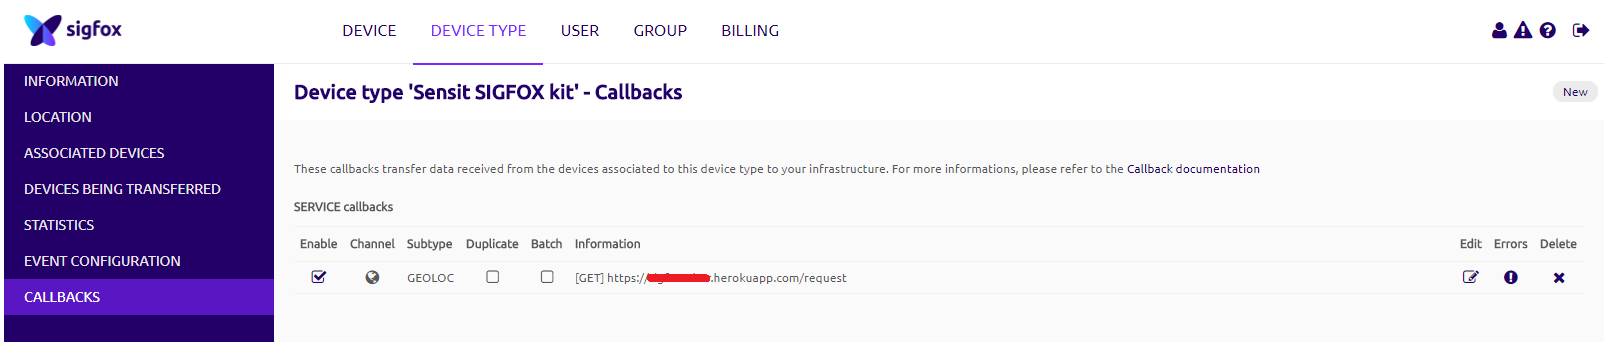 sigfox
DEVICE DEVICE TYPE USER GROUP BILLING
INFORMATION
LOCATION
ASSOCIATED DEVICES
DEVICES BEING TRANSFERRED
STATISTICS
EVENT CONFIGURATION
CALLBACKS
Device type 'Sensit SIGFOX kit' - Callbacks
New
These callbacks transfer data received from the devices associated to this device type to your infrastructure. For more informations, please refer to the Callback documentation
SERVICE callbacks
Enable Channel Subtype Duplicate Batch Information Edit Errors Delete
GEOLOC [GET] https:// .herokuapp.com/request